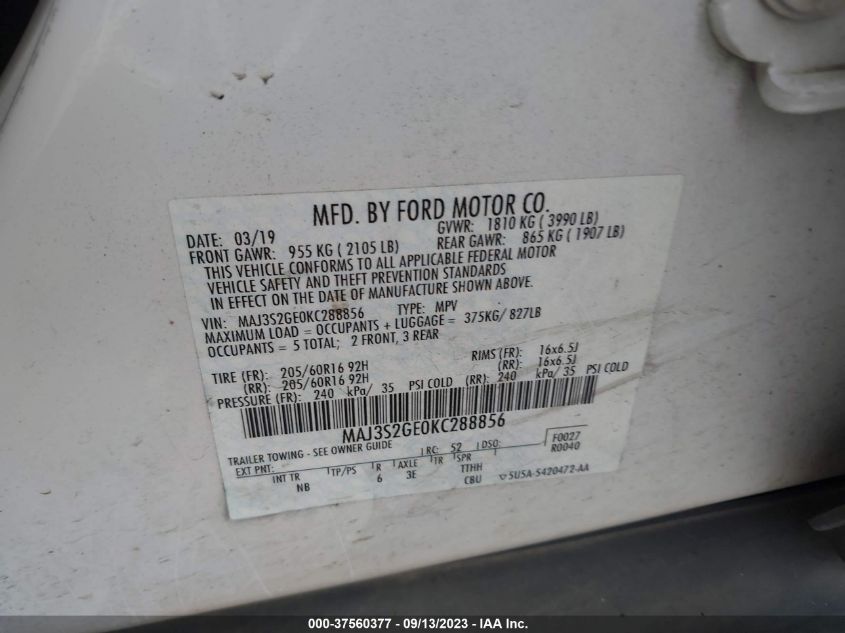 MFD. BY FORD MOTOR CO.
DATE: 03/19 GVWR: 1810 KG ( 3990 LB)
FRONT GAWR: 955 KG ( 2105 LB) REAR GAWR: 865 KG ( 1907 LB)
THIS VEHICLE CONFORMS TO ALL APPLICABLE FEDERAL MOTOR
VEHICLE SAFETY AND THEFT PREVENTION STANDARDS
IN EFFECT ON THE DATE OF MANUFACTURE SHOWN ABOVE.
VIN: MAJ3S2GE0KC288856 TYPE: MPV
MAXIMUM LOAD = OCCUPANTS + LUGGAGE = 375KG/ 827LB
OCCUPANTS = 5 TOTAL; 2 FRONT, 3 REAR
TIRE (FR): 205/60R16 92H RIMS (FR): 16x6.5J
(RR): 205/60R16 92H (RR): 16x6.5J
PRESSURE (FR): 240 kPa/ 35 PSI COLD (RR): 240 kPa/ 35 PSI COLD
MAJ3S2GE0KC288856
TRAILER TOWING - SEE OWNER GUIDE RC: 52 DSO: F0027
R0040
EXT PNT: INT TR TP/PS R AXLE TR SPR
NB 6 3E TTHH
CBU 5U5A-5420472-AA
000-37560377 - 09/13/2023 - IAA Inc.